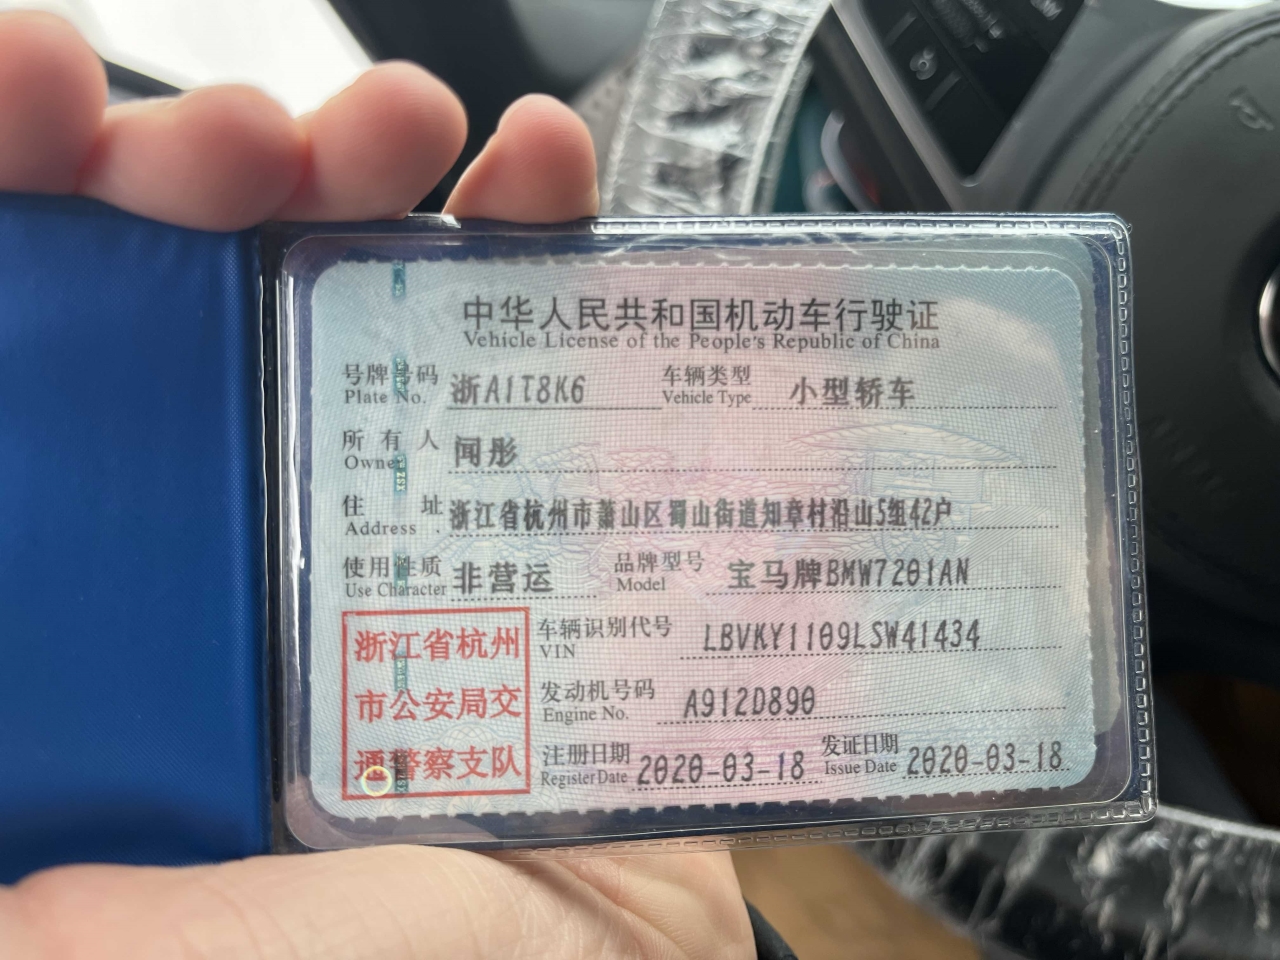 中华人民共和国机动车行驶证
Vehicle License of the People's Republic of China
号牌号码 浙A1T8K6 车辆类型 小型轿车
Plate No. Vehicle Type
所有人 闻彤
Owner
住址 浙江省杭州市萧山区蜀山街道知章村沿山5组42户
Address
使用性质 非营运 品牌型号 宝马牌BMW7201AN
Use Character Model
浙江省杭州
市公安局交
通警察支队
车辆识别代号 LBVKY1109LSW41434
VIN
发动机号码 A912D890
Engine No.
注册日期 2020-03-18 发证日期 2020-03-18
Register Date Issue Date